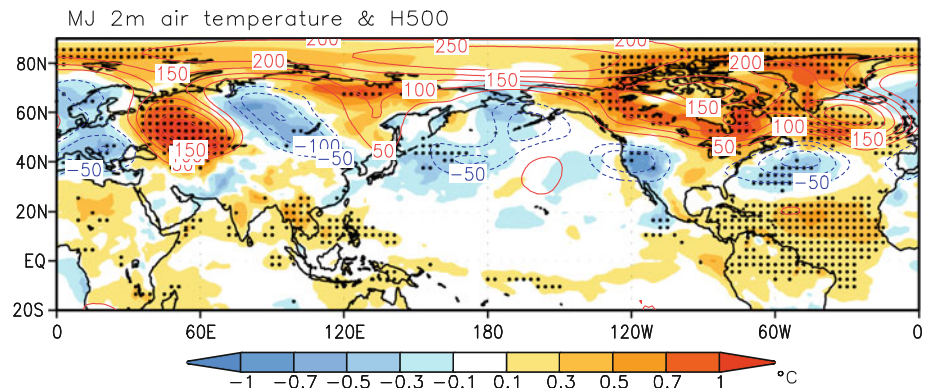 MJ 2m air temperature & H500
200 250 200
80N 150 200 200
100 150 150
60N 100
-100 50 150
150 -50 50
40N -50 -50 -50
20N
EQ
20S
0 60E 120E 180 120W 60W 0
-1 -0.7 -0.5 -0.3 -0.1 0.1 0.3 0.5 0.7 1 °C